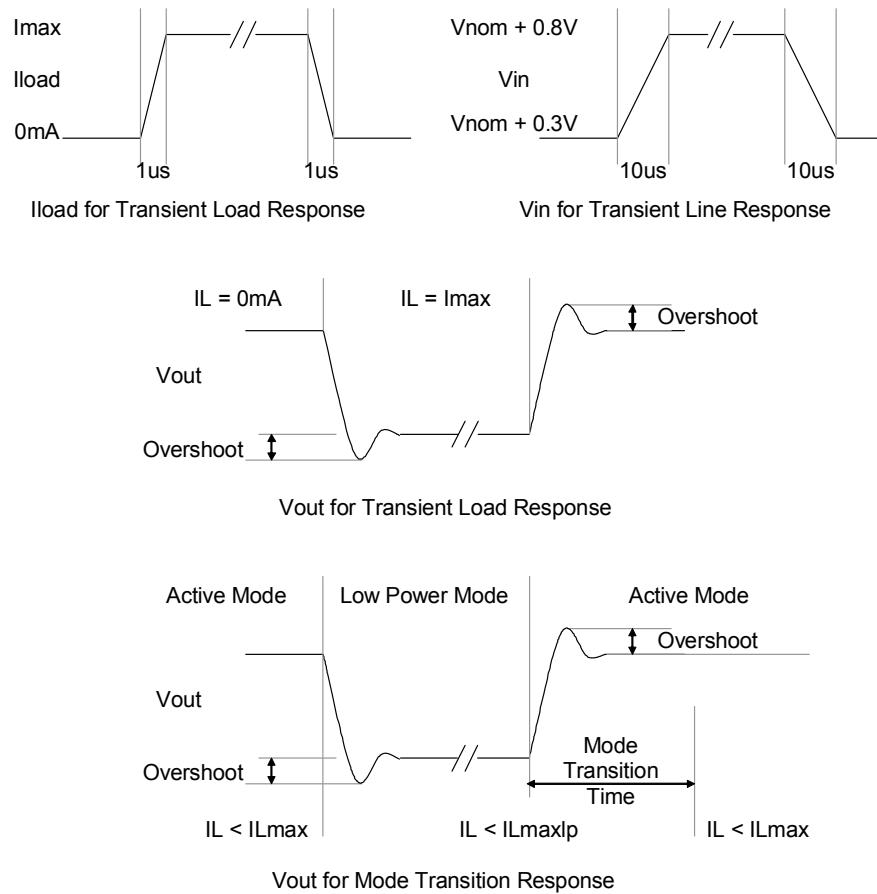 Imax
Iload
0mA
1us
1us
Iload for Transient Load Response
Vnom + 0.8V
Vin
Vnom + 0.3V
10us
10us
Vin for Transient Line Response
IL = 0mA
IL = Imax
Overshoot
Vout
Overshoot
Vout for Transient Load Response
Active Mode
Low Power Mode
Active Mode
Overshoot
Vout
Overshoot
Mode
Transition
Time
IL < ILmax
IL < ILmaxlp
IL < ILmax
Vout for Mode Transition Response